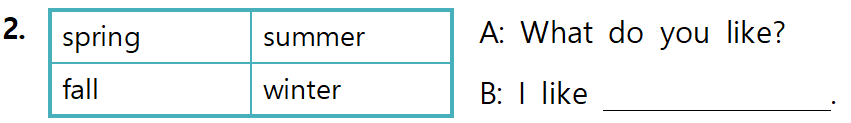 2.
spring summer
fall winter
A: What do you like?
B: I like ____________.